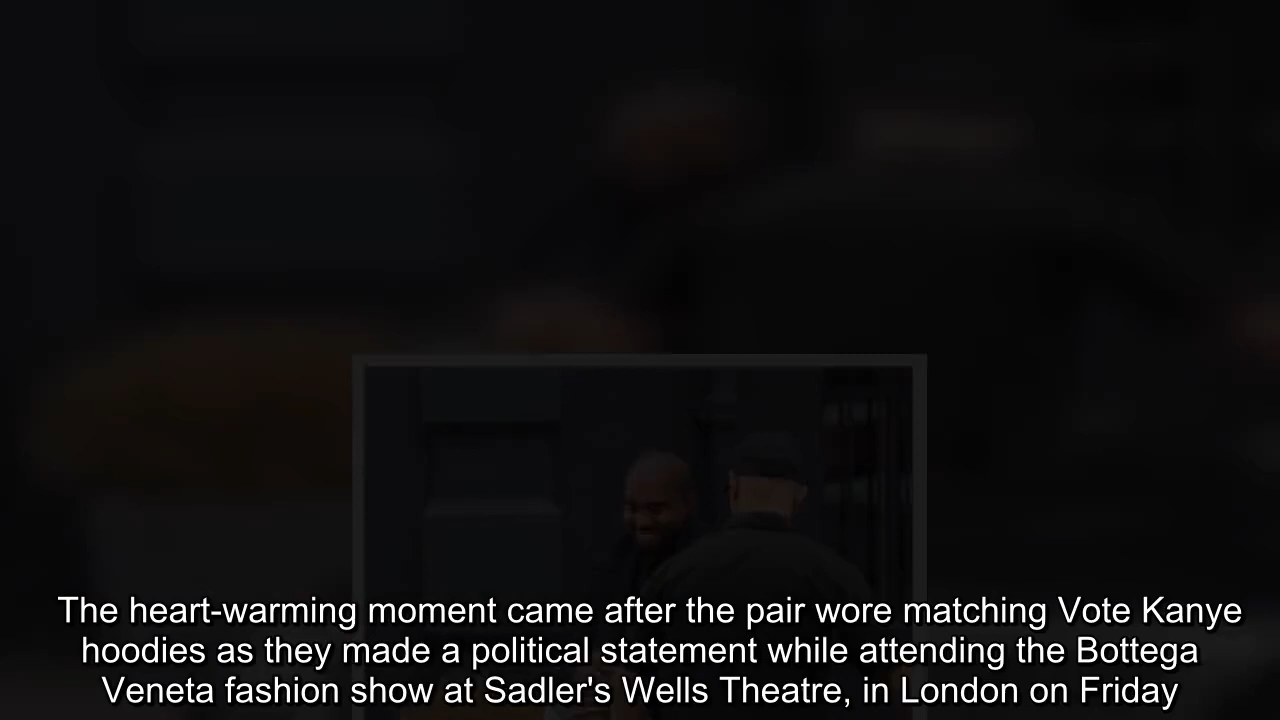 The heart-warming moment came after the pair wore matching Vote Kanye
hoodies as they made a political statement while attending the Bottega
Veneta fashion show at Sadler's Wells Theatre, in London on Friday